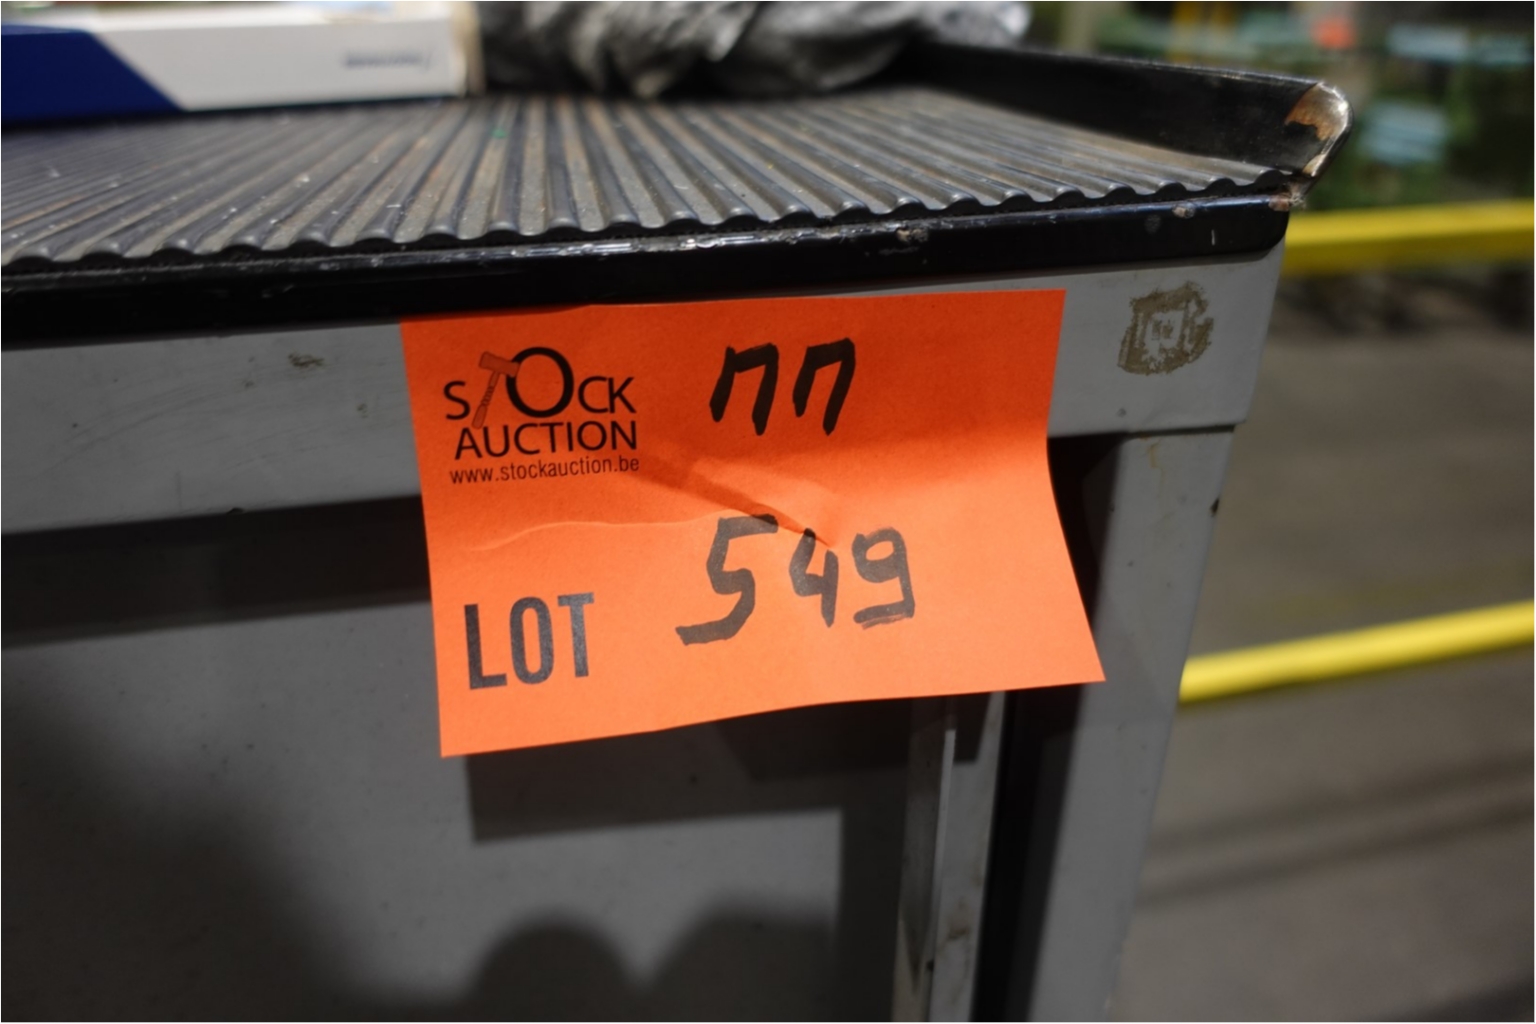 STOCK
AUCTION
www.stockauction.be
77
LOT 549